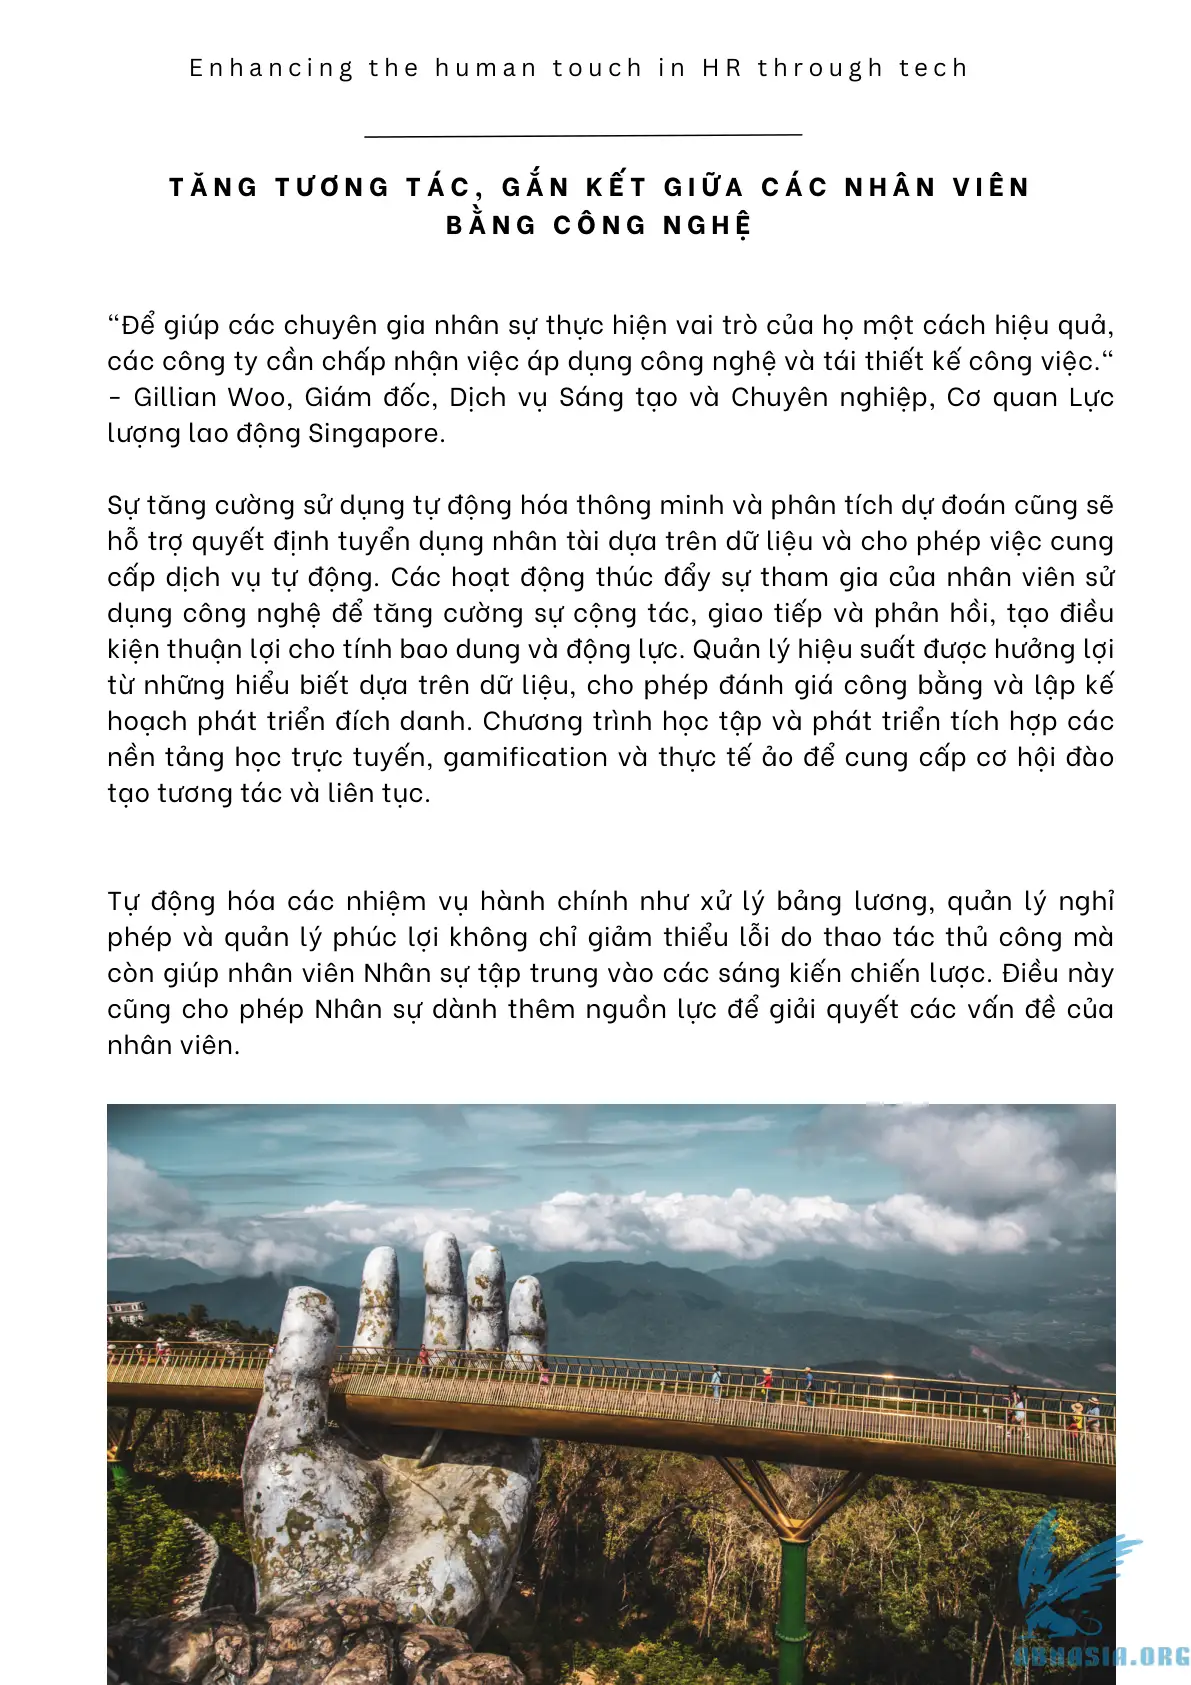 Enhancing the human touch in HR through tech
TĂNG TƯƠNG TÁC, GẮN KẾT GIỮA CÁC NHÂN VIÊN
BẰNG CÔNG NGHỆ
“Để giúp các chuyên gia nhân sự thực hiện vai trò của họ một cách hiệu quả,
các công ty cần chấp nhận việc áp dụng công nghệ và tái thiết kế công việc.“
- Gillian Woo, Giám đốc, Dịch vụ Sáng tạo và Chuyên nghiệp, Cơ quan Lực
lượng lao động Singapore.
Sự tăng cường sử dụng tự động hóa thông minh và phân tích dự đoán cũng sẽ
hỗ trợ quyết định tuyển dụng nhân tài dựa trên dữ liệu và cho phép việc cung
cấp dịch vụ tự động. Các hoạt động thúc đẩy sự tham gia của nhân viên sử
dụng công nghệ để tăng cường sự cộng tác, giao tiếp và phản hồi, tạo điều
kiện thuận lợi cho tính bao dung và động lực. Quản lý hiệu suất được hưởng lợi
từ những hiểu biết dựa trên dữ liệu, cho phép đánh giá công bằng và lập kế
hoạch phát triển đích danh. Chương trình học tập và phát triển tích hợp các
nền tảng học trực tuyến, gamification và thực tế ảo để cung cấp cơ hội đào
tạo tương tác và liên tục.
Tự động hóa các nhiệm vụ hành chính như xử lý bảng lương, quản lý nghỉ
phép và quản lý phúc lợi không chỉ giảm thiểu lỗi do thao tác thủ công mà
còn giúp nhân viên Nhân sự tập trung vào các sáng kiến chiến lược. Điều này
cũng cho phép Nhân sự dành thêm nguồn lực để giải quyết các vấn đề của
nhân viên.
ABHASIA.ORG